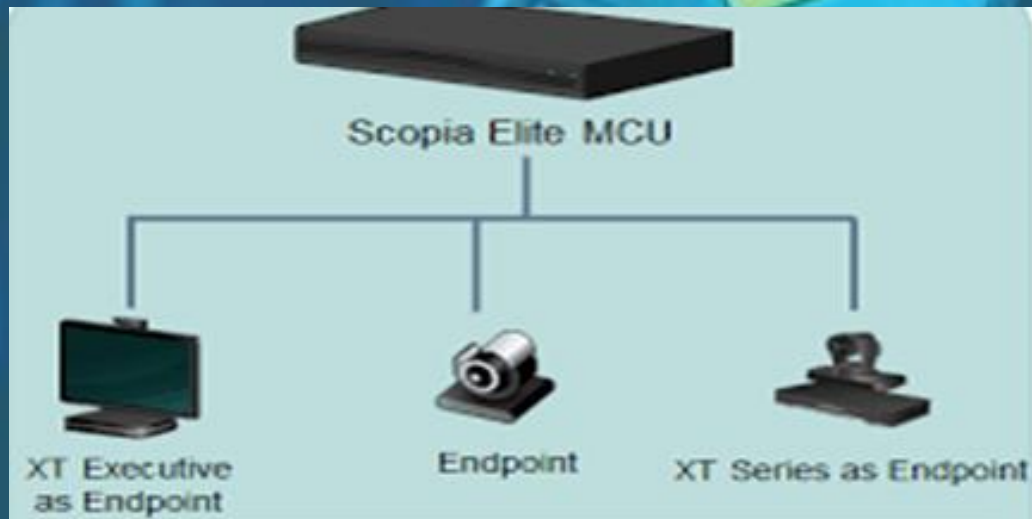 Scopia Elite MCU
XT Executive
as Endpoint
Endpoint
XT Series as Endpoint